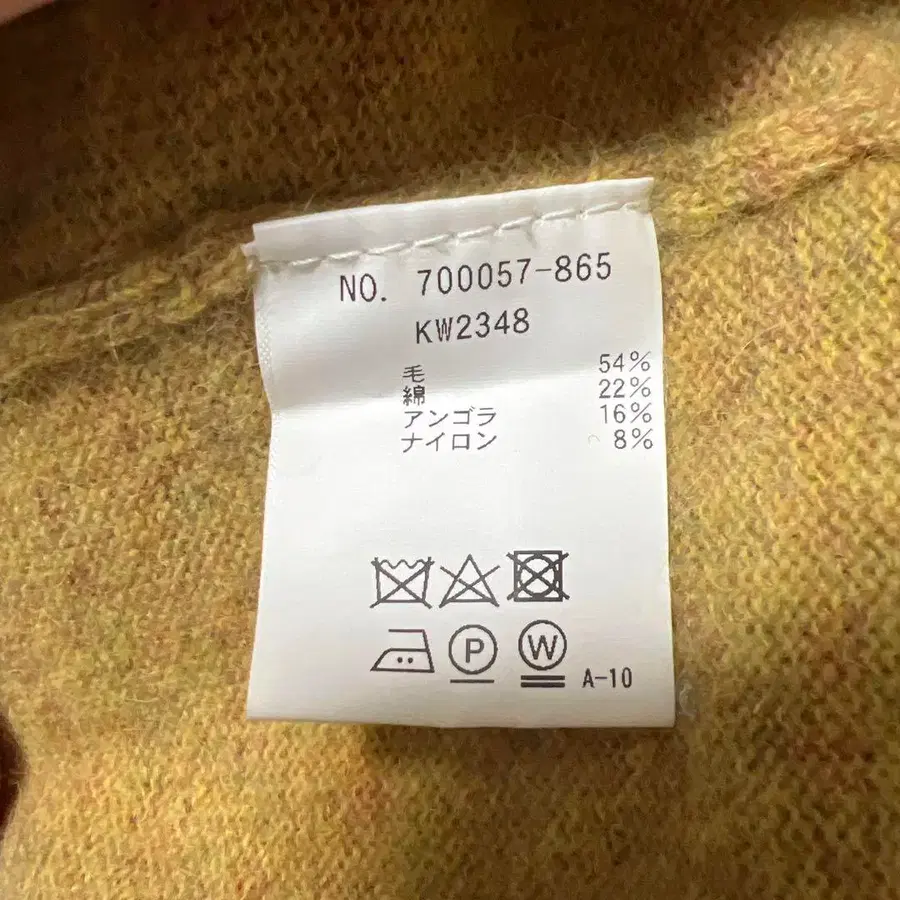 NO. 700057-865
KW2348
毛 54%
綿 22%
アンゴラ 16%
ナイロン 8%
P W A-10